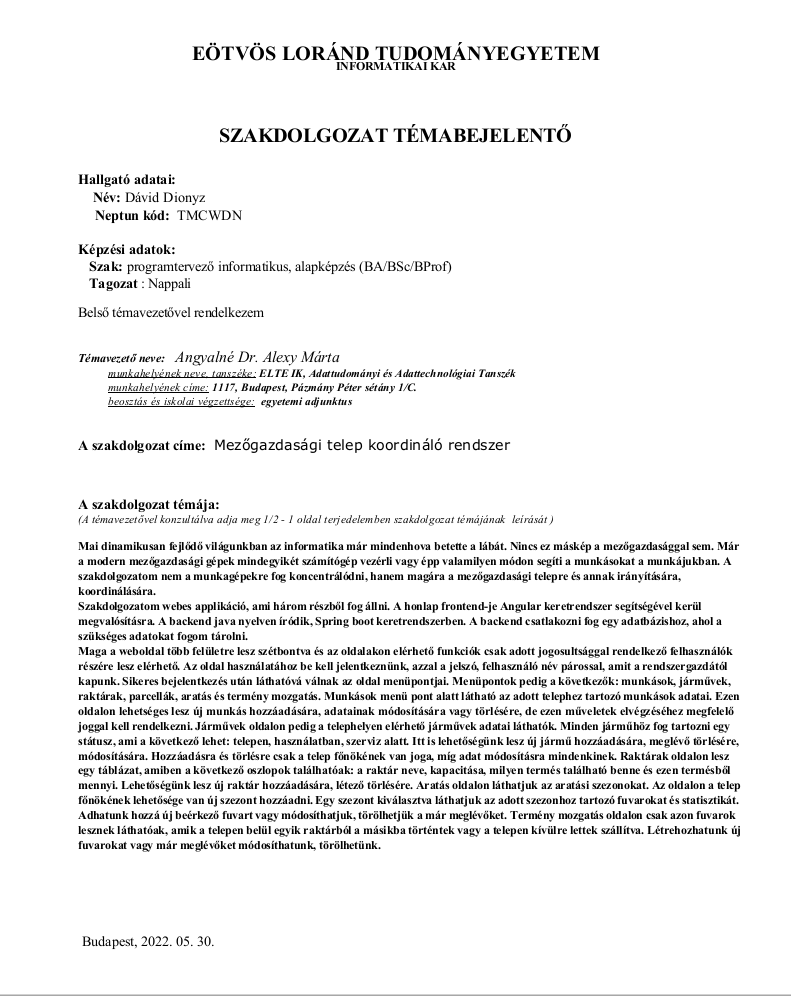 EÖTVÖS LORÁND TUDOMÁNYEGYETEM
INFORMATIKAI KAR
SZAKDOLGOZAT TÉMABEJELENTŐ
Hallgató adatai:
Név: Dávid Dionyz
Neptun kód: TMCWDN
Képzési adatok:
Szak: programtervező informatikus, alapképzés (BA/BSc/BProf)
Tagozat : Nappali
Belső témavezetővel rendelkezem
Témavezető neve: Angyalné Dr. Alexy Márta
munkahelyének neve, tanszéke: ELTE IK, Adattudományi és Adattechnológiai Tanszék
munkahelyének címe: 1117, Budapest, Pázmány Péter sétány 1/C.
beosztás és iskolai végzettsége: egyetemi adjunktus
A szakdolgozat címe: Mezőgazdasági telep koordináló rendszer
A szakdolgozat témája:
(A témavezetővel konzultálva adja meg 1/2 - 1 oldal terjedelemben szakdolgozat témájának leírását )
Mai dinamikusan fejlődő világunkban az informatika már mindenhova betette a lábát. Nincs ez máskép a mezőgazdasággal sem. Már
a modern mezőgazdasági gépek mindegyikét számítógép vezérli vagy épp valamilyen módon segíti a munkásokat a munkájukban. A
szakdolgozatom nem a munkagépekre fog koncentrálódni, hanem magára a mezőgazdasági telepre és annak irányítására,
koordinálására.
Szakdolgozatom webes applikáció, ami három részből fog állni. A honlap frontend-je Angular keretrendszer segítségével kerül
megvalósításra. A backend java nyelven íródik, Spring boot keretrendszerben. A backend csatlakozni fog egy adatbázishoz, ahol a
szükséges adatokat fogom tárolni.
Maga a weboldal több felületre lesz szétbontva és az oldalakon elérhető funkciók csak adott jogosultsággal rendelkező felhasználók
részére lesz elérhető. Az oldal használatához be kell jelentkeznünk, azzal a jelszó, felhasználó név párossal, amit a rendszergazdától
kapunk. Sikeres bejelentkezés után láthatóvá válnak az oldal menüpontjai. Menüpontok pedig a következők: munkások, járművek,
raktárak, parcellák, aratás és termény mozgatás. Munkások menü pont alatt látható az adott telephez tartozó munkások adatai. Ezen
oldalon lehetséges lesz új munkás hozzáadására, adatainak módosítására vagy törlésére, de ezen műveletek elvégzéséhez megfelelő
joggal kell rendelkezni. Járművek oldalon pedig a telephelyen elérhető járművek adatai láthatók. Minden járműhöz fog tartozni egy
státusz, ami a következő lehet: telepen, használatban, szerviz alatt. Itt is lehetőségünk lesz új jármű hozzáadására, meglévő törlésére,
módosítására. Hozzáadásra és törlésre csak a telep főnökének van joga, míg adat módosításra mindenkinek. Raktárak oldalon lesz
egy táblázat, amiben a következő oszlopok találhatóak: a raktár neve, kapacitása, milyen termés található benne és ezen termésből
mennyi. Lehetőségünk lesz új raktár hozzáadására, létező törlésére. Aratás oldalon láthatjuk az aratási szezonokat. Az oldalon a telep
főnökének lehetősége van új szezont hozzáadni. Egy szezont kiválasztva láthatjuk az adott szezonhoz tartozó fuvarokat és statisztikát.
Adhatunk hozzá új beérkező fuvart vagy módosíthatjuk, törölhetjük a már meglévőket. Termény mozgatás oldalon csak azon fuvarok
lesznek láthatóak, amik a telepen belül egyik raktárból a másikba történtek vagy a telepen kívülre lettek szállítva. Létrehozhatunk új
fuvarokat vagy már meglévőket módosíthatunk, törölhetünk.
Budapest, 2022. 05. 30.